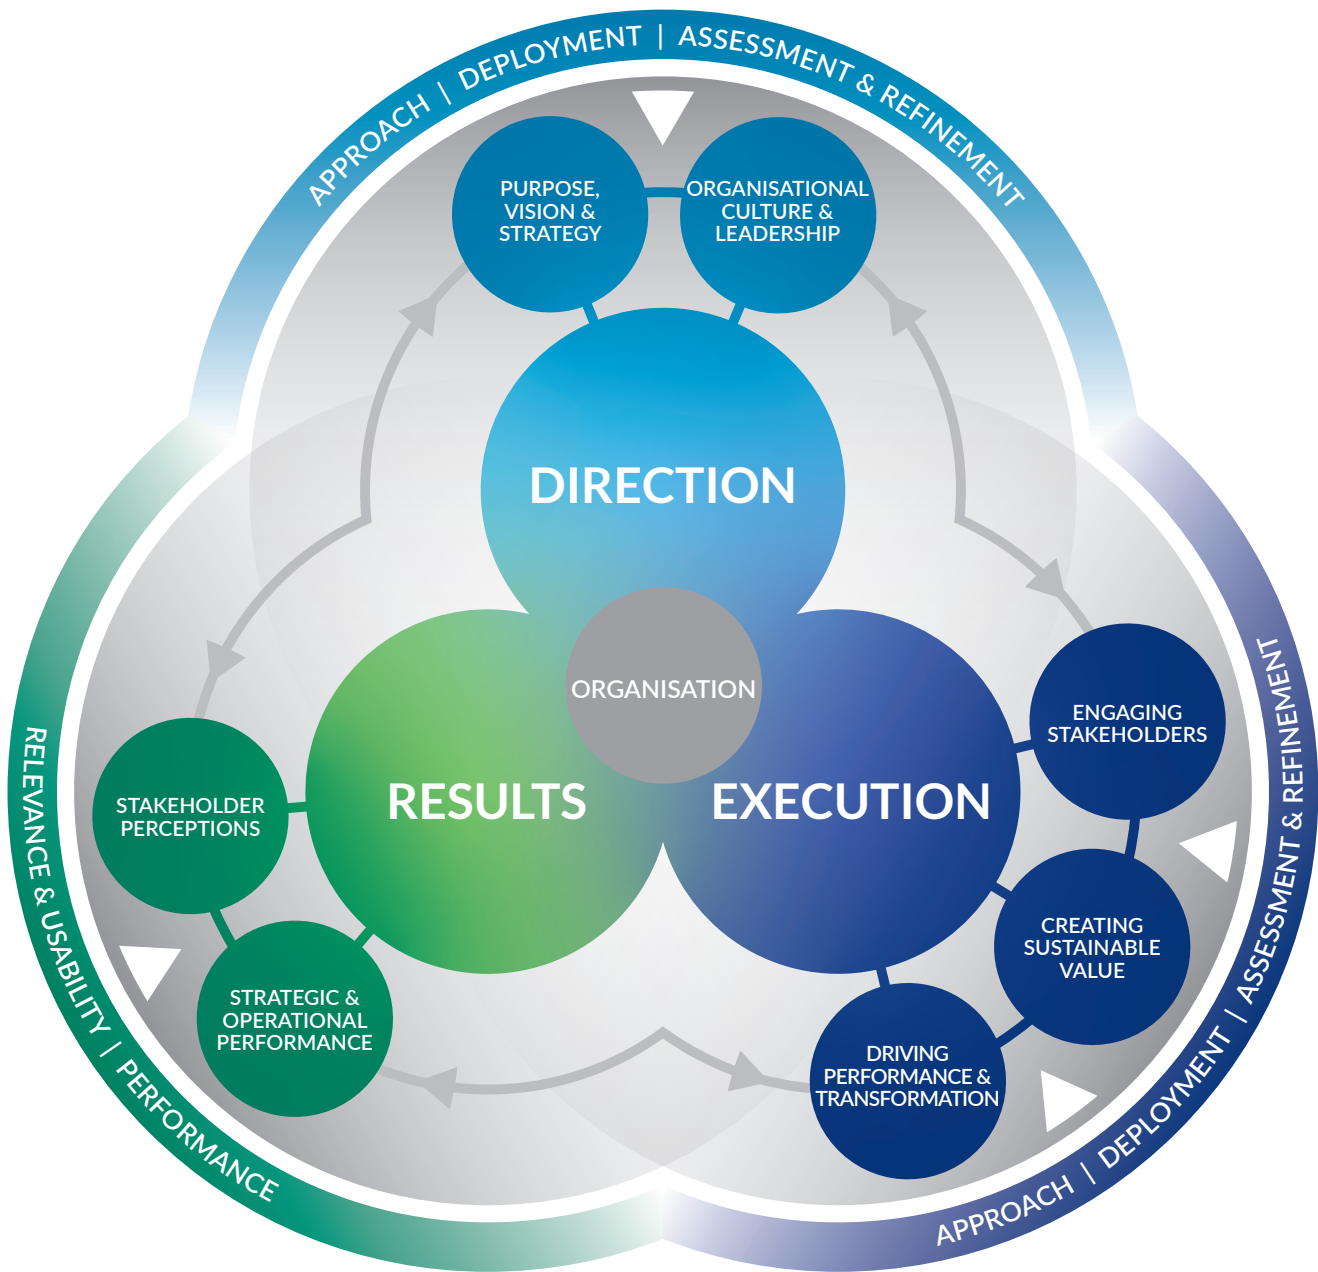 APPROACH | DEPLOYMENT | ASSESSMENT & REFINEMENT
PURPOSE,
VISION &
STRATEGY
ORGANISATIONAL
CULTURE &
LEADERSHIP
DIRECTION
ORGANISATION
RESULTS
EXECUTION
ENGAGING
STAKEHOLDERS
CREATING
SUSTAINABLE
VALUE
DRIVING
PERFORMANCE &
TRANSFORMATION
APPROACH | DEPLOYMENT | ASSESSMENT & REFINEMENT
STAKEHOLDER
PERCEPTIONS
STRATEGIC &
OPERATIONAL
PERFORMANCE
RELEVANCE & USABILITY | PERFORMANCE